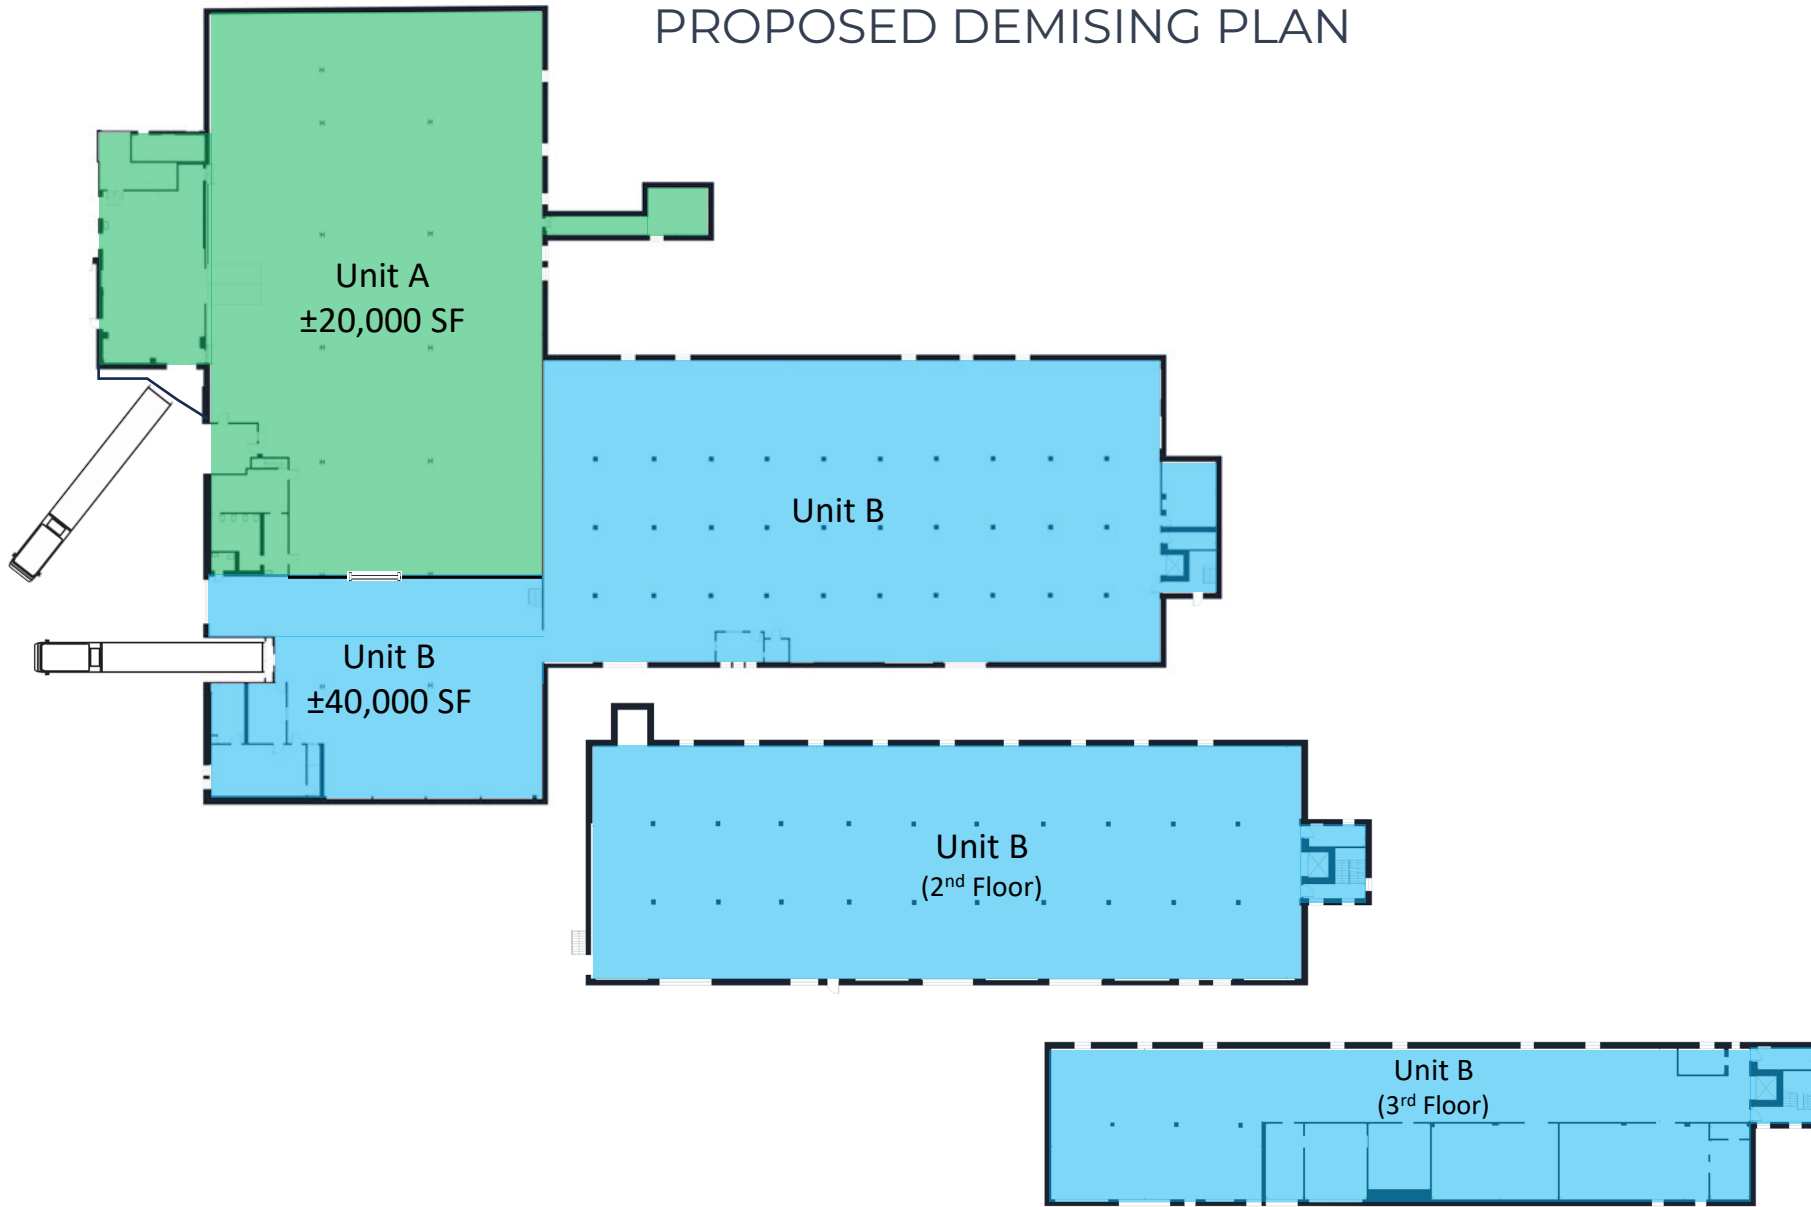 PROPOSED DEMISING PLAN
Unit A
±20,000 SF
Unit B
Unit B
±40,000 SF
Unit B
(2nd Floor)
Unit B
(3rd Floor)